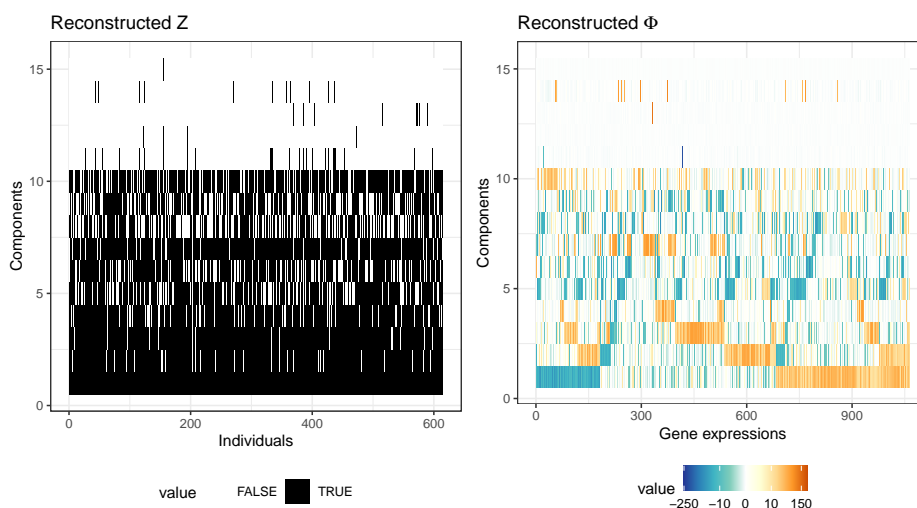 Reconstructed Z
Reconstructed Φ
15
10
5
0
Components
0
200
400
600
Individuals
value
FALSE
TRUE
15
10
5
0
Components
0
300
600
900
Gene expressions
value
−250
−10
0
10
150